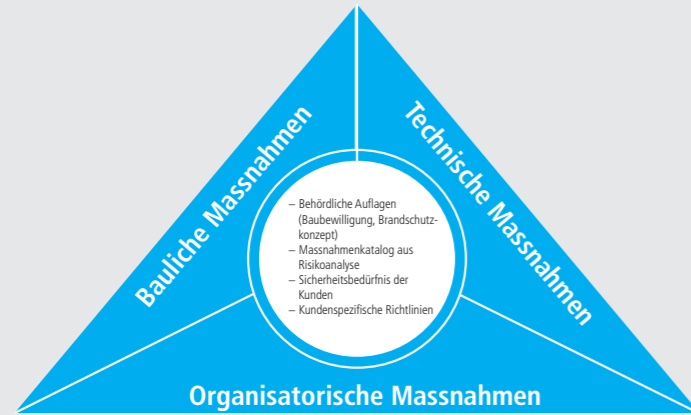 Bauliche Massnahmen
Technische Massnahmen
– Behördliche Auflagen
(Baubewilligung, Brandschutz-
konzept)
– Massnahmenkatalog aus
Risikoanalyse
– Sicherheitsbedürfnis der
Kunden
– Kundenspezifische Richtlinien
Organisatorische Massnahmen